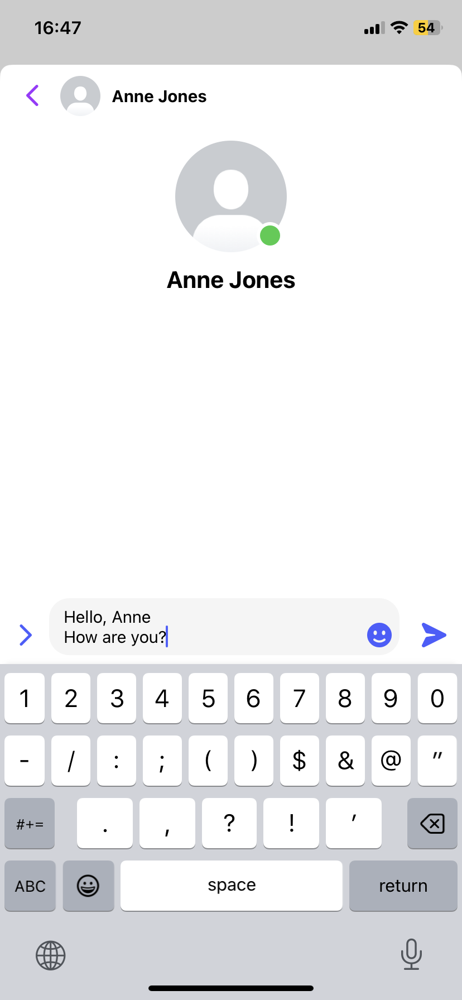 16:47
54
Anne Jones
Anne Jones
Hello, Anne
How are you?
1 2 3 4 5 6 7 8 9 0
- / : ; ( ) $ & @ "
#+= . , ? ! '
ABC space return